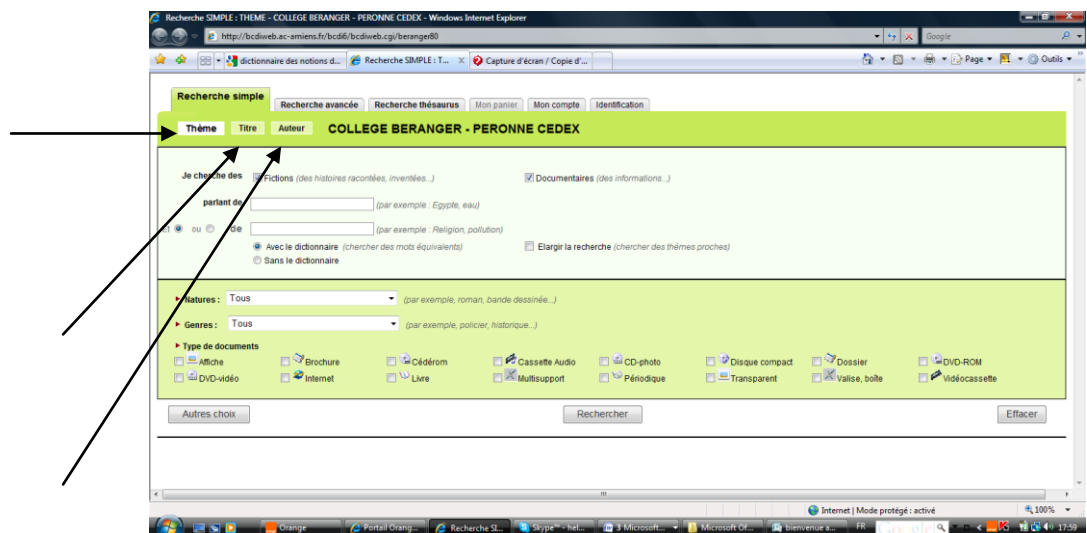 Recherche SIMPLE : THEME - COLLEGE BERANGER - PERONNE CEDEX - Windows Internet Explorer
http://bcdiweb.ac-amiens.fr/bcdi6/bcdiweb.cgi/beranger80
Google
dictionnaire des notions d... Recherche SIMPLE : T... X Capture d'écran / Copie d'...
Page Outils
Recherche simple Recherche avancée Recherche thésaurus Mon panier Mon compte Identification
Thème Titre Auteur COLLEGE BERANGER - PERONNE CEDEX
Je cherche des Fictions (des histoires racontées, inventées...) Documentaires (des informations...)
parlant de (par exemple : Egypte, eau)
ou de (par exemple : Religion, pollution)
Avec le dictionnaire (chercher des mots équivalents) Elargir la recherche (chercher des thèmes proches)
Sans le dictionnaire
Natures : Tous (par exemple, roman, bande dessinée...)
Genres : Tous (par exemple, policier, historique...)
Type de documents
Affiche Brochure Cédérom Cassette Audio CD-photo Disque compact Dossier DVD-ROM
DVD-vidéo Internet Livre Multisupport Périodique Transparent Valise, boîte Vidéocassette
Autres choix Rechercher Effacer
Internet | Mode protégé : activé 100%
Orange Portail Orang... Recherche SI... Skype™ - hel... 3 Microsoft... Microsoft Of... bienvenue a... FR 17:59